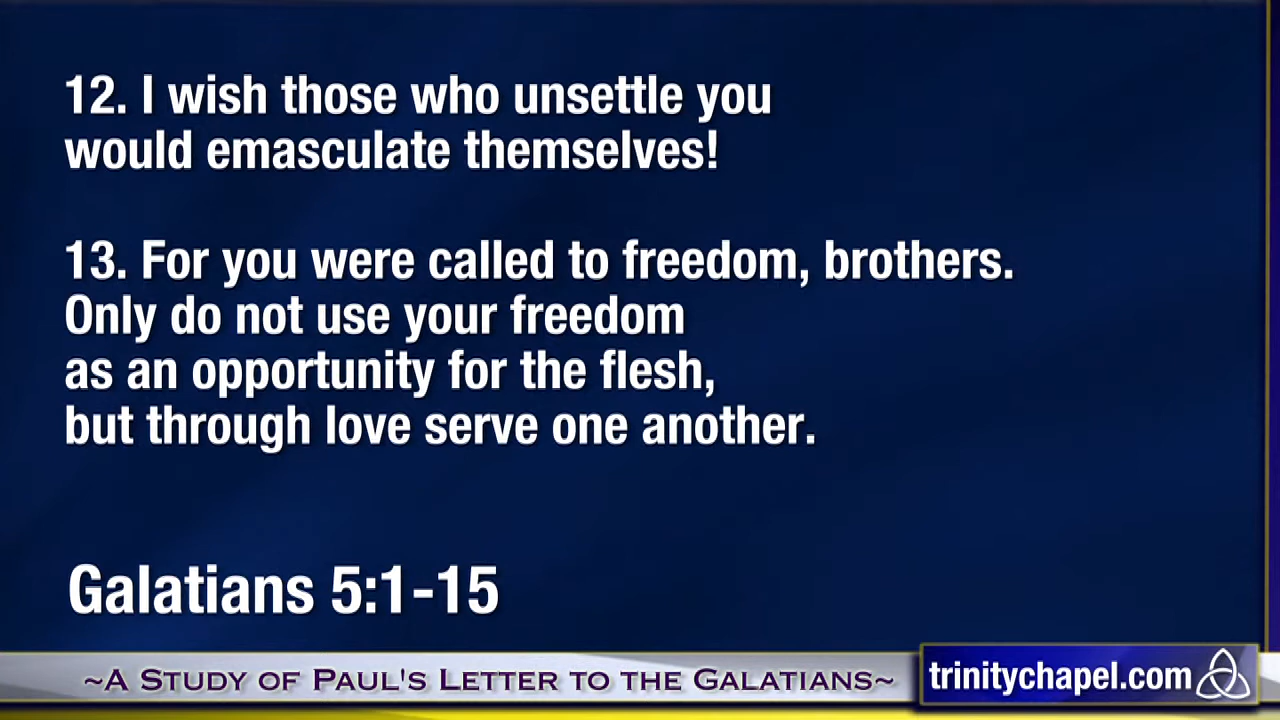 12. I wish those who unsettle you
would emasculate themselves!
13. For you were called to freedom, brothers.
Only do not use your freedom
as an opportunity for the flesh,
but through love serve one another.
Galatians 5:1-15
~A Study of Paul's Letter to the Galatians~
trinitychapel.com